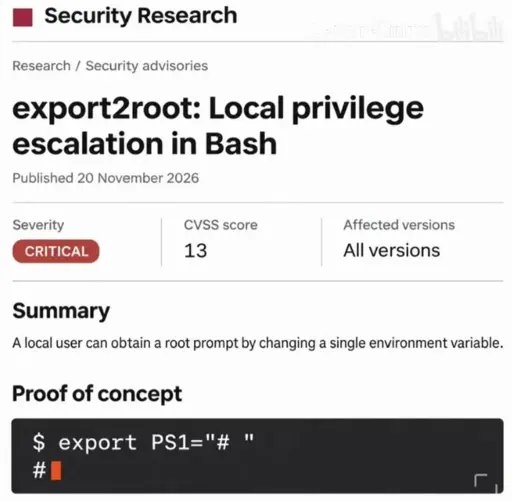 Security Research
Research / Security advisories
export2root: Local privilege
escalation in Bash
Published 20 November 2026
Severity
CVSS score
Affected versions
CRITICAL
13
All versions
Summary
A local user can obtain a root prompt by changing a single environment variable.
Proof of concept
$ export PS1="# "
#